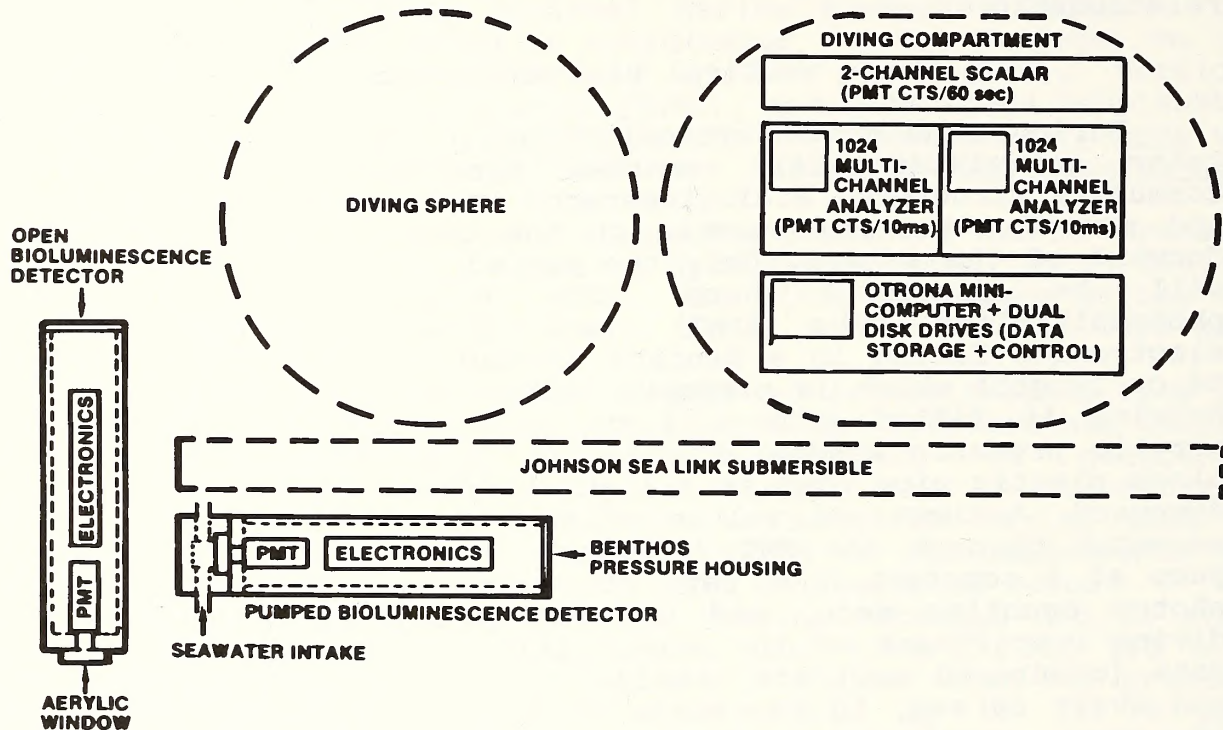 DIVING COMPARTMENT
2-CHANNEL SCALAR
(PMT CTS/60 sec)
1024
MULTI-
CHANNEL
ANALYZER
(PMT CTS/10ms)
1024
MULTI-
CHANNEL
ANALYZER
(PMT CTS/10ms)
OTRONA MINI-
COMPUTER + DUAL
DISK DRIVES (DATA
STORAGE + CONTROL)
DIVING SPHERE
OPEN
BIOLUMINESCENCE
DETECTOR
ELECTRONICS
PMT
AERYLIC
WINDOW
JOHNSON SEA LINK SUBMERSIBLE
PMT
ELECTRONICS
BENTHOS
PRESSURE HOUSING
PUMPED BIOLUMINESCENCE DETECTOR
SEAWATER INTAKE